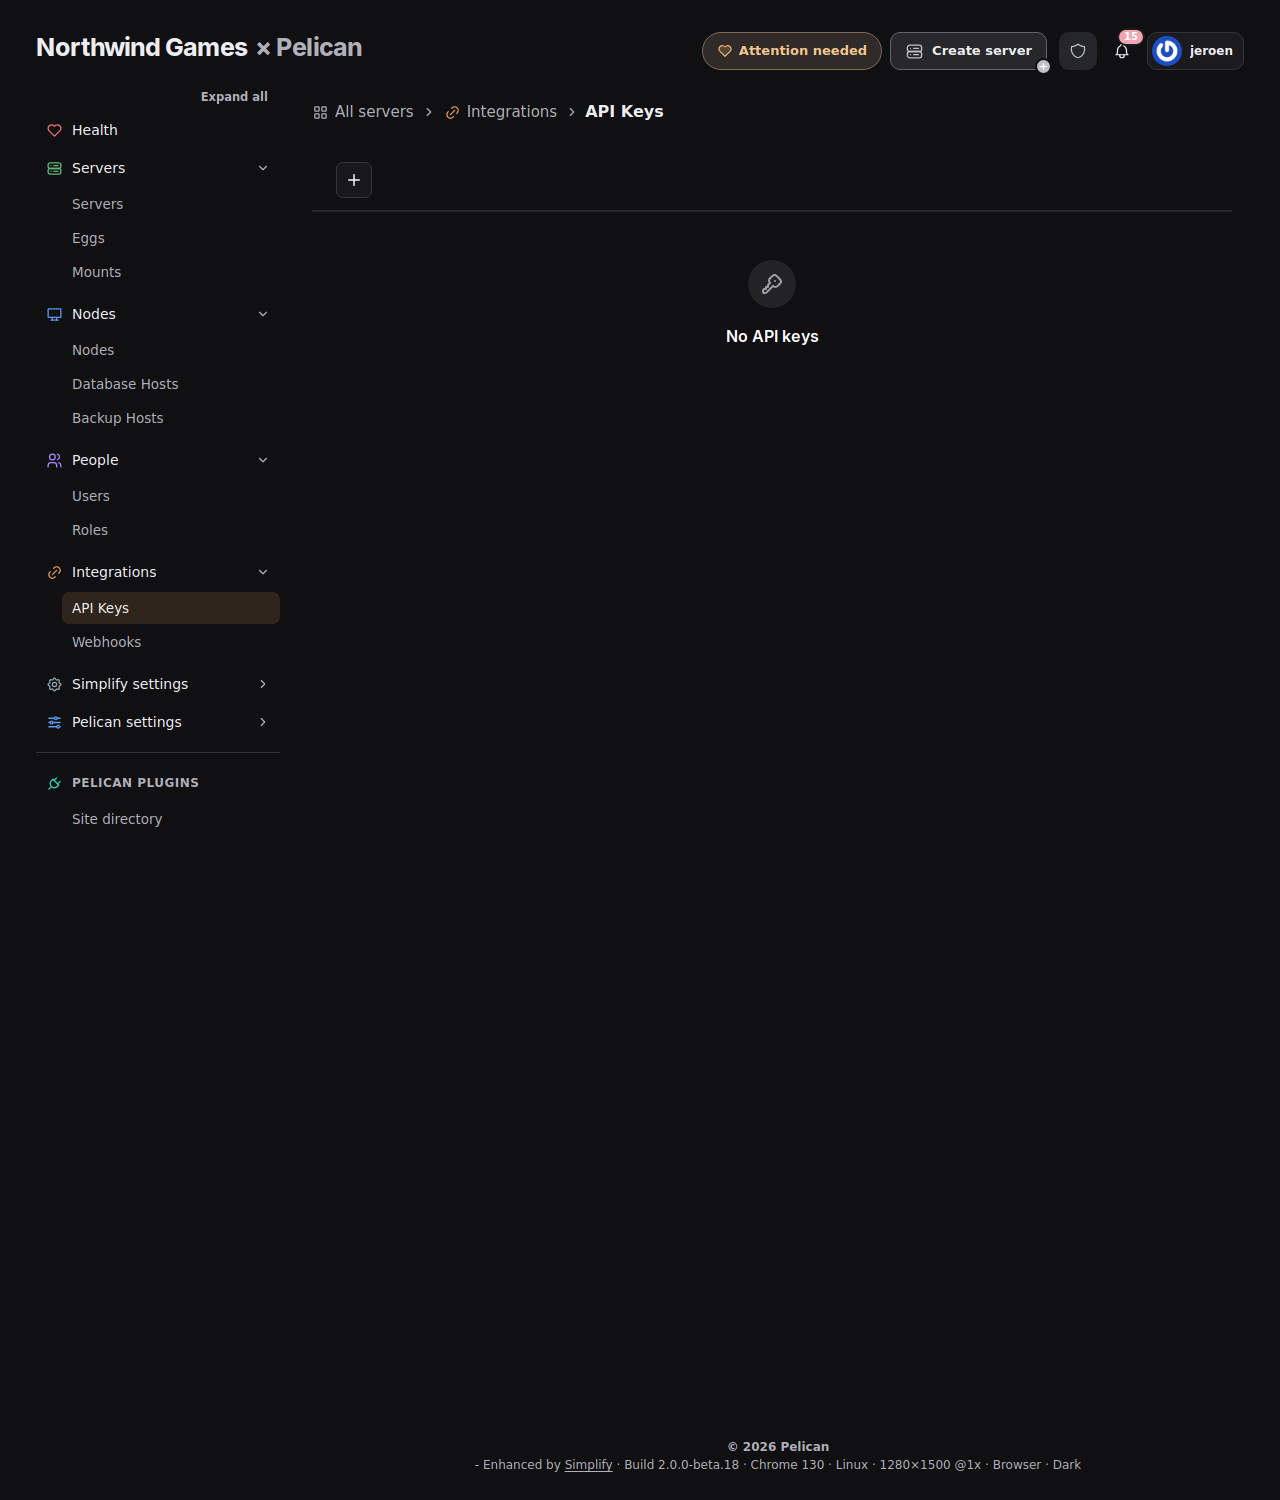 Northwind Games × Pelican
Attention needed
Create server
15
jeroen
Expand all
Health
Servers
Servers
Eggs
Mounts
Nodes
Nodes
Database Hosts
Backup Hosts
People
Users
Roles
Integrations
API Keys
Webhooks
Simplify settings
Pelican settings
PELICAN PLUGINS
Site directory
All servers
Integrations
API Keys
No API keys
© 2026 Pelican
- Enhanced by Simplify · Build 2.0.0-beta.18 · Chrome 130 · Linux · 1280×1500 @1x · Browser · Dark